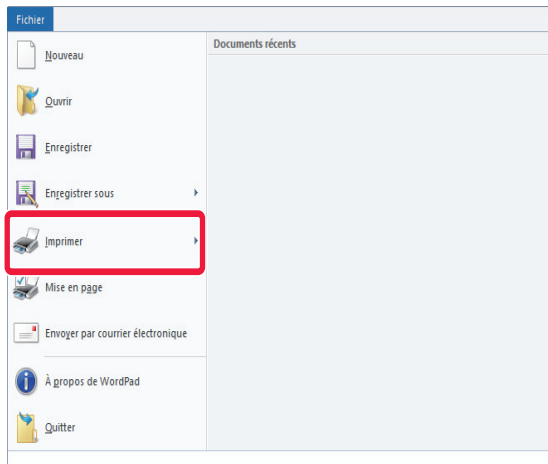 Fichier
Documents récents
Nouveau
Ouvrir
Enregistrer
Enregistrer sous
Imprimer
Mise en page
Envoyer par courrier électronique
À propos de WordPad
Quitter